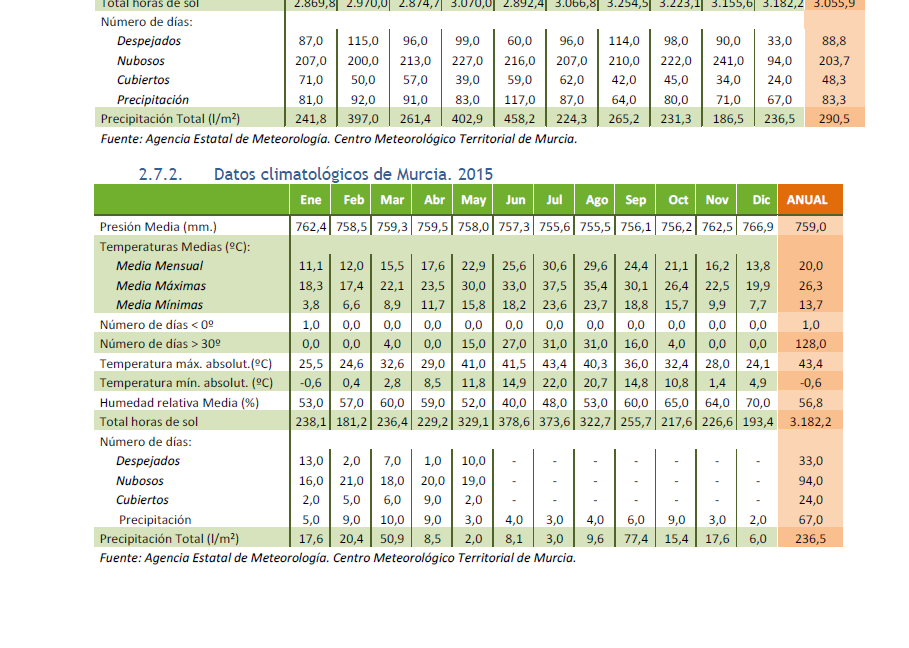 Total horas de sol 2.869,8 2.970,0 2.874,7 3.070,0 2.892,4 3.066,8 3.254,5 3.223,1 3.155,6 3.182,2 3.055,9
Número de días:
Despejados 87,0 115,0 96,0 99,0 60,0 96,0 114,0 98,0 90,0 33,0 88,8
Nubosos 207,0 200,0 213,0 227,0 216,0 207,0 210,0 222,0 241,0 94,0 203,7
Cubiertos 71,0 50,0 57,0 39,0 59,0 62,0 42,0 45,0 34,0 24,0 48,3
Precipitación 81,0 92,0 91,0 83,0 117,0 87,0 64,0 80,0 71,0 67,0 83,3
Precipitación Total (l/m²) 241,8 397,0 261,4 402,9 458,2 224,3 265,2 231,3 186,5 236,5 290,5
Fuente: Agencia Estatal de Meteorología. Centro Meteorológico Territorial de Murcia.
2.7.2. Datos climatológicos de Murcia. 2015
Ene Feb Mar Abr May Jun Jul Ago Sep Oct Nov Dic ANUAL
Presión Media (mm.) 762,4 758,5 759,3 759,5 758,0 757,3 755,6 755,5 756,1 756,2 762,5 766,9 759,0
Temperaturas Medias (ºC):
Media Mensual 11,1 12,0 15,5 17,6 22,9 25,6 30,6 29,6 24,4 21,1 16,2 13,8 20,0
Media Máximas 18,3 17,4 22,1 23,5 30,0 33,0 37,5 35,4 30,1 26,4 22,5 19,9 26,3
Media Mínimas 3,8 6,6 8,9 11,7 15,8 18,2 23,6 23,7 18,8 15,7 9,9 7,7 13,7
Número de días < 0º 1,0 0,0 0,0 0,0 0,0 0,0 0,0 0,0 0,0 0,0 0,0 0,0 1,0
Número de días > 30º 0,0 0,0 4,0 0,0 15,0 27,0 31,0 31,0 16,0 4,0 0,0 0,0 128,0
Temperatura máx. absolut.(ºC) 25,5 24,6 32,6 29,0 41,0 41,5 43,4 40,3 36,0 32,4 28,0 24,1 43,4
Temperatura mín. absolut. (ºC) -0,6 0,4 2,8 8,5 11,8 14,9 22,0 20,7 14,8 10,8 1,4 4,9 -0,6
Humedad relativa Media (%) 53,0 57,0 60,0 59,0 52,0 40,0 48,0 53,0 60,0 65,0 64,0 70,0 56,8
Total horas de sol 238,1 181,2 236,4 229,2 329,1 378,6 373,6 322,7 255,7 217,6 226,6 193,4 3.182,2
Número de días:
Despejados 13,0 2,0 7,0 1,0 10,0 - - - - - - - 33,0
Nubosos 16,0 21,0 18,0 20,0 19,0 - - - - - - - 94,0
Cubiertos 2,0 5,0 6,0 9,0 2,0 - - - - - - - 24,0
Precipitación 5,0 9,0 10,0 9,0 3,0 4,0 3,0 4,0 6,0 9,0 3,0 2,0 67,0
Precipitación Total (l/m²) 17,6 20,4 50,9 8,5 2,0 8,1 3,0 9,6 77,4 15,4 17,6 6,0 236,5
Fuente: Agencia Estatal de Meteorología. Centro Meteorológico Territorial de Murcia.